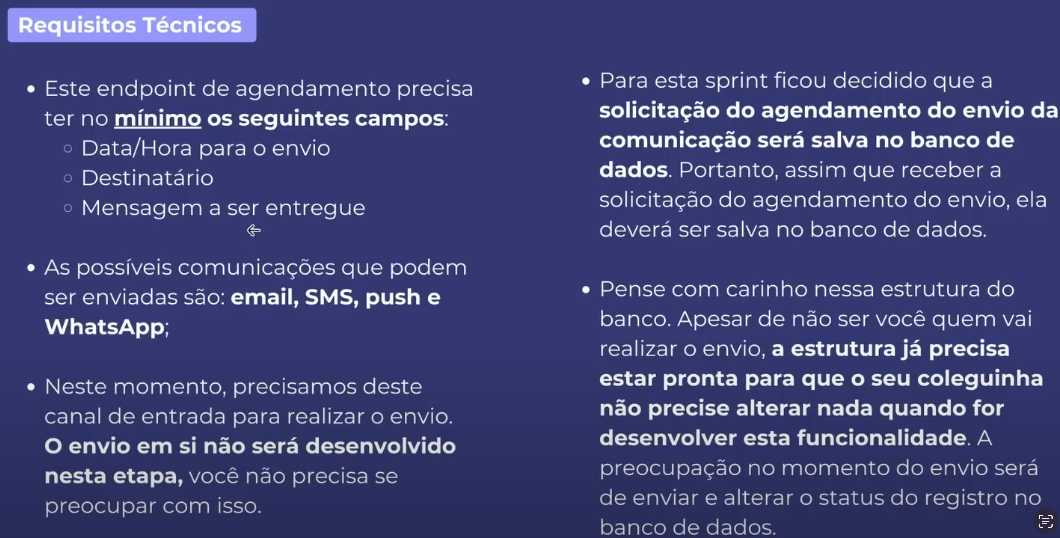 Requisitos Técnicos
Este endpoint de agendamento precisa
ter no mínimo os seguintes campos:
Data/Hora para o envio
Destinatário
Mensagem a ser entregue
As possíveis comunicações que podem
ser enviadas são: email, SMS, push e
WhatsApp;
Neste momento, precisamos deste
canal de entrada para realizar o envio.
O envio em si não será desenvolvido
nesta etapa, você não precisa se
preocupar com isso.
Para esta sprint ficou decidido que a
solicitação do agendamento do envio da
comunicação será salva no banco de
dados. Portanto, assim que receber a
solicitação do agendamento do envio, ela
deverá ser salva no banco de dados.
Pense com carinho nessa estrutura do
banco. Apesar de não ser você quem vai
realizar o envio, a estrutura já precisa
estar pronta para que o seu coleguinha
não precise alterar nada quando for
desenvolver esta funcionalidade. A
preocupação no momento do envio será
de enviar e alterar o status do registro no
banco de dados.